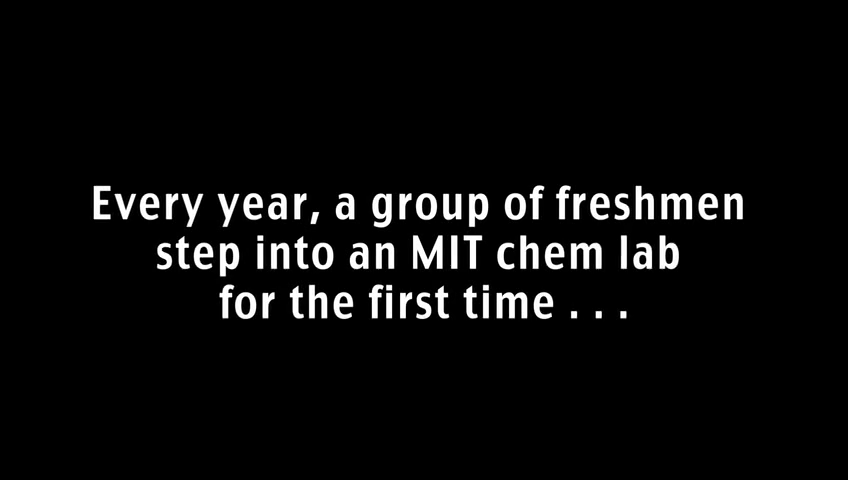 Every year, a group of freshmen
step into an MIT chem lab
for the first time . . .